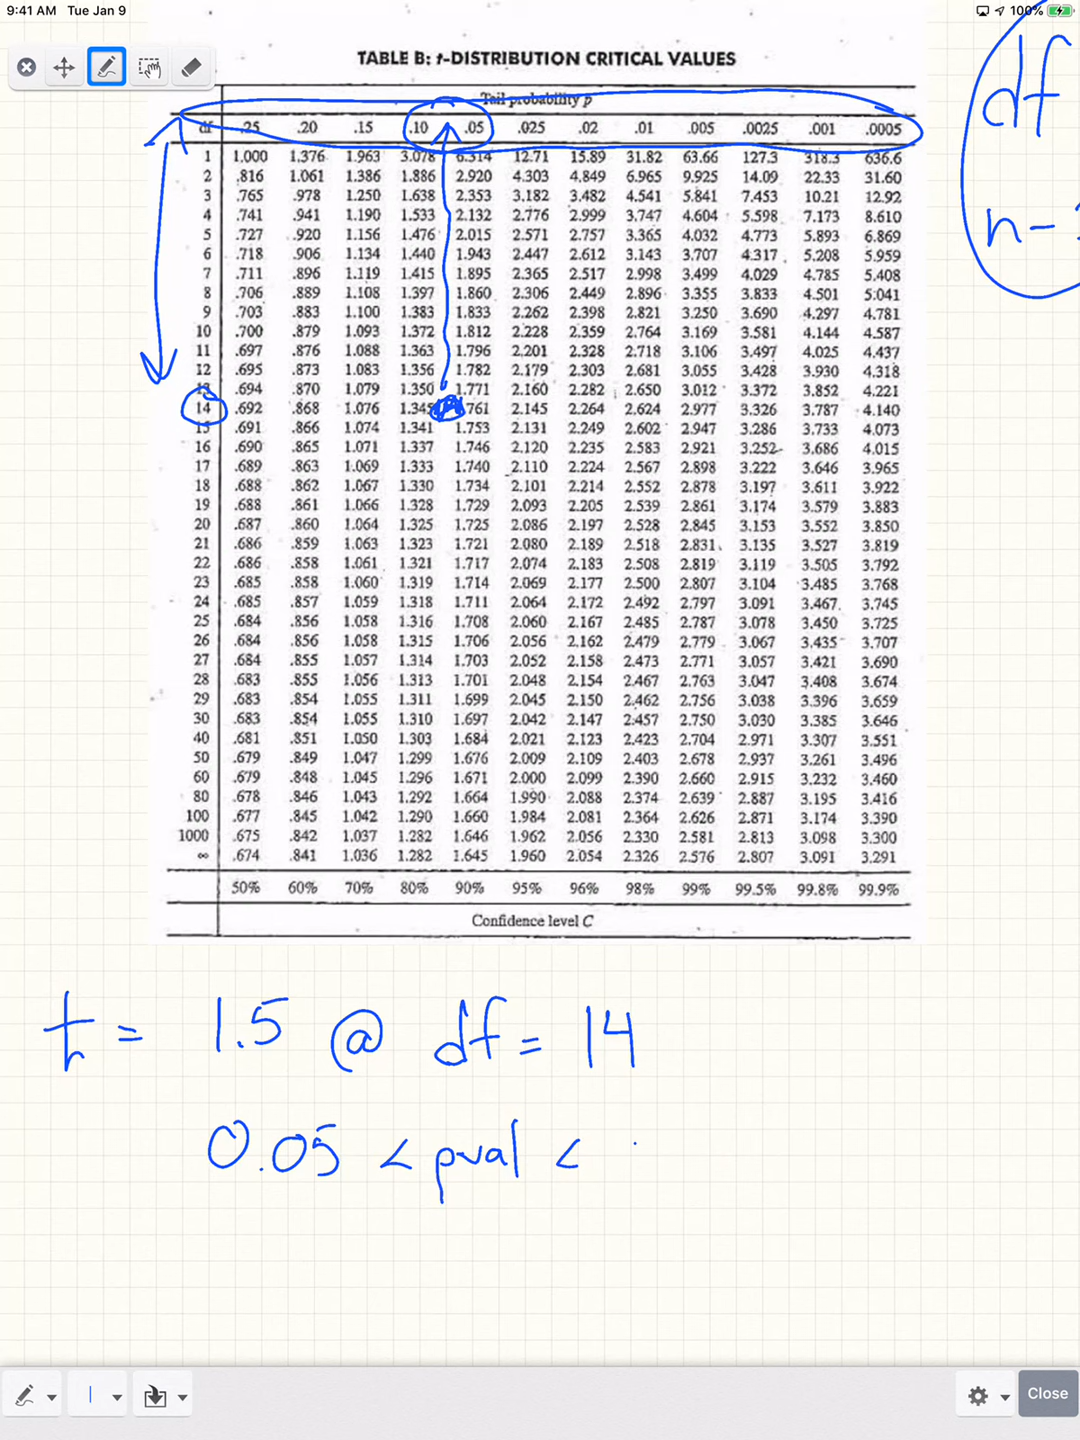 9:41 AM Tue Jan 9
100%
df
n-
TABLE B: t-DISTRIBUTION CRITICAL VALUES
Tail probability p
df .25 .20 .15 .10 .05 .025 .02 .01 .005 .0025 .001 .0005
1 1.000 1.376 1.963 3.078 6.314 12.71 15.89 31.82 63.66 127.3 318.3 636.6
2 .816 1.061 1.386 1.886 2.920 4.303 4.849 6.965 9.925 14.09 22.33 31.60
3 .765 .978 1.250 1.638 2.353 3.182 3.482 4.541 5.841 7.453 10.21 12.92
4 .741 .941 1.190 1.533 2.132 2.776 2.999 3.747 4.604 5.598 7.173 8.610
5 .727 .920 1.156 1.476 2.015 2.571 2.757 3.365 4.032 4.773 5.893 6.869
6 .718 .906 1.134 1.440 1.943 2.447 2.612 3.143 3.707 4.317 5.208 5.959
7 .711 .896 1.119 1.415 1.895 2.365 2.517 2.998 3.499 4.029 4.785 5.408
8 .706 .889 1.108 1.397 1.860 2.306 2.449 2.896 3.355 3.833 4.501 5.041
9 .703 .883 1.100 1.383 1.833 2.262 2.398 2.821 3.250 3.690 4.297 4.781
10 .700 .879 1.093 1.372 1.812 2.228 2.359 2.764 3.169 3.581 4.144 4.587
11 .697 .876 1.088 1.363 1.796 2.201 2.328 2.718 3.106 3.497 4.025 4.437
12 .695 .873 1.083 1.356 1.782 2.179 2.303 2.681 3.055 3.428 3.930 4.318
13 .694 .870 1.079 1.350 1.771 2.160 2.282 2.650 3.012 3.372 3.852 4.221
14 .692 .868 1.076 1.345 .761 2.145 2.264 2.624 2.977 3.326 3.787 4.140
15 .691 .866 1.074 1.341 1.753 2.131 2.249 2.602 2.947 3.286 3.733 4.073
16 .690 .865 1.071 1.337 1.746 2.120 2.235 2.583 2.921 3.252 3.686 4.015
17 .689 .863 1.069 1.333 1.740 2.110 2.224 2.567 2.898 3.222 3.646 3.965
18 .688 .862 1.067 1.330 1.734 2.101 2.214 2.552 2.878 3.197 3.611 3.922
19 .688 .861 1.066 1.328 1.729 2.093 2.205 2.539 2.861 3.174 3.579 3.883
20 .687 .860 1.064 1.325 1.725 2.086 2.197 2.528 2.845 3.153 3.552 3.850
21 .686 .859 1.063 1.323 1.721 2.080 2.189 2.518 2.831 3.135 3.527 3.819
22 .686 .858 1.061 1.321 1.717 2.074 2.183 2.508 2.819 3.119 3.505 3.792
23 .685 .858 1.060 1.319 1.714 2.069 2.177 2.500 2.807 3.104 3.485 3.768
24 .685 .857 1.059 1.318 1.711 2.064 2.172 2.492 2.797 3.091 3.467 3.745
25 .684 .856 1.058 1.316 1.708 2.060 2.167 2.485 2.787 3.078 3.450 3.725
26 .684 .856 1.058 1.315 1.706 2.056 2.162 2.479 2.779 3.067 3.435 3.707
27 .684 .855 1.057 1.314 1.703 2.052 2.158 2.473 2.771 3.057 3.421 3.690
28 .683 .855 1.056 1.313 1.701 2.048 2.154 2.467 2.763 3.047 3.408 3.674
29 .683 .854 1.055 1.311 1.699 2.045 2.150 2.462 2.756 3.038 3.396 3.659
30 .683 .854 1.055 1.310 1.697 2.042 2.147 2.457 2.750 3.030 3.385 3.646
40 .681 .851 1.050 1.303 1.684 2.021 2.123 2.423 2.704 2.971 3.307 3.551
50 .679 .849 1.047 1.299 1.676 2.009 2.109 2.403 2.678 2.937 3.261 3.496
60 .679 .848 1.045 1.296 1.671 2.000 2.099 2.390 2.660 2.915 3.232 3.460
80 .678 .846 1.043 1.292 1.664 1.990 2.088 2.374 2.639 2.887 3.195 3.416
100 .677 .845 1.042 1.290 1.660 1.984 2.081 2.364 2.626 2.871 3.174 3.390
1000 .675 .842 1.037 1.282 1.646 1.962 2.056 2.330 2.581 2.813 3.098 3.300
∞ .674 .841 1.036 1.282 1.645 1.960 2.054 2.326 2.576 2.807 3.091 3.291
50% 60% 70% 80% 90% 95% 96% 98% 99% 99.5% 99.8% 99.9%
Confidence level C
t = 1.5 @ df = 14
0.05 < pval <
Close